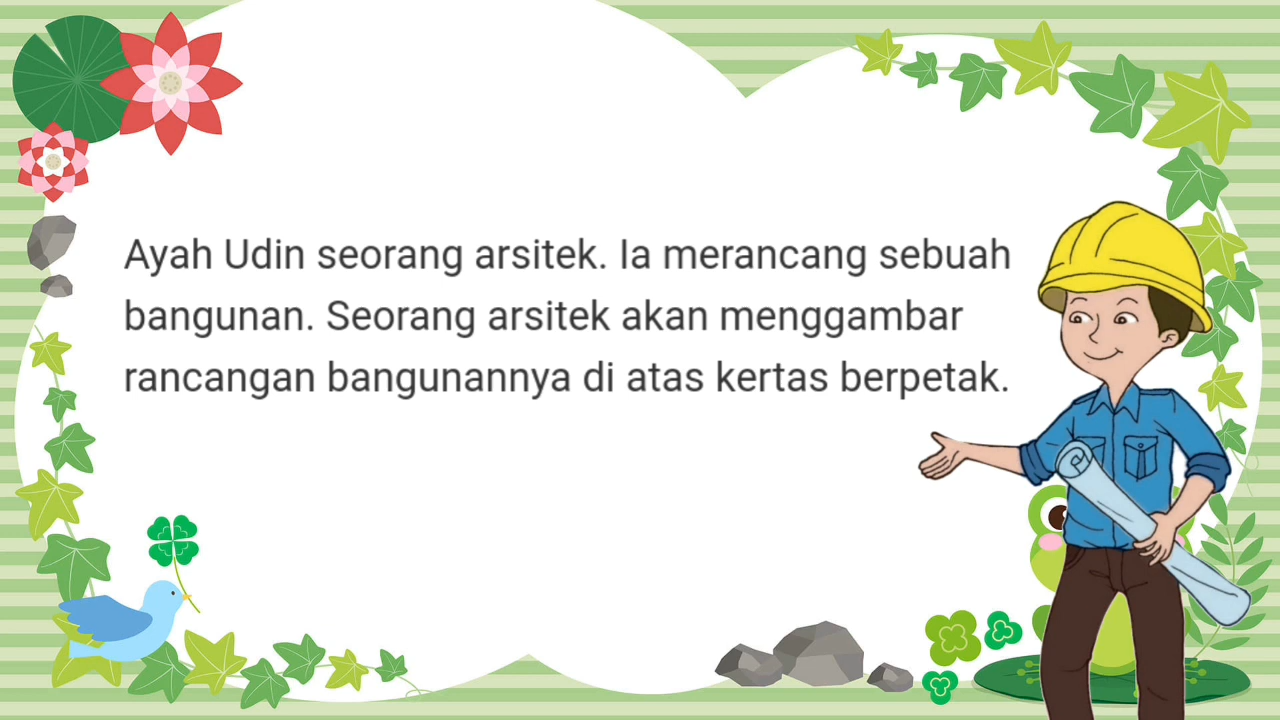 Ayah Udin seorang arsitek. Ia merancang sebuah
bangunan. Seorang arsitek akan menggambar
rancangan bangunannya di atas kertas berpetak.